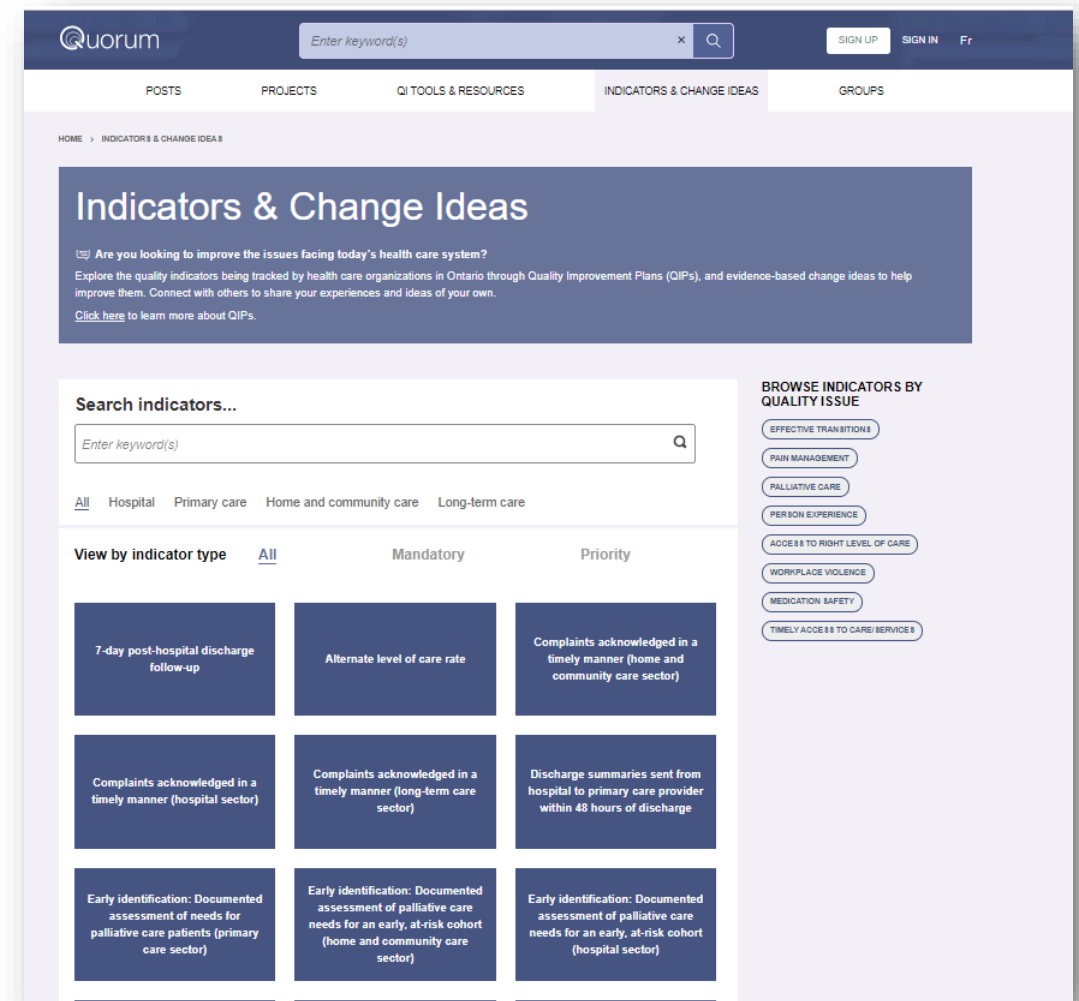 Quorum
Enter keyword(s) ×
SIGN UP SIGN IN Fr
POSTS PROJECTS QI TOOLS & RESOURCES INDICATORS & CHANGE IDEAS GROUPS
HOME > INDICATORS & CHANGE IDEAS
Indicators & Change Ideas
Are you looking to improve the issues facing today's health care system?
Explore the quality indicators being tracked by health care organizations in Ontario through Quality Improvement Plans (QIPs), and evidence-based change ideas to help
improve them. Connect with others to share your experiences and ideas of your own.
Click here to learn more about QIPs.
Search indicators...
Enter keyword(s)
All Hospital Primary care Home and community care Long-term care
View by indicator type All Mandatory Priority
7-day post-hospital discharge
follow-up
Alternate level of care rate
Complaints acknowledged in a
timely manner (home and
community care sector)
Complaints acknowledged in a
timely manner (hospital sector)
Complaints acknowledged in a
timely manner (long-term care
sector)
Discharge summaries sent from
hospital to primary care provider
within 48 hours of discharge
Early identification: Documented
assessment of needs for
palliative care patients (primary
care sector)
Early identification: Documented
assessment of palliative care
needs for an early, at-risk cohort
(home and community care
sector)
Early identification: Documented
assessment of palliative care
needs for an early, at-risk cohort
(hospital sector)
BROWSE INDICATORS BY
QUALITY ISSUE
EFFECTIVE TRANSITIONS
PAIN MANAGEMENT
PALLIATIVE CARE
PERSON EXPERIENCE
ACCESS TO RIGHT LEVEL OF CARE
WORKPLACE VIOLENCE
MEDICATION SAFETY
TIMELY ACCESS TO CARE/SERVICES